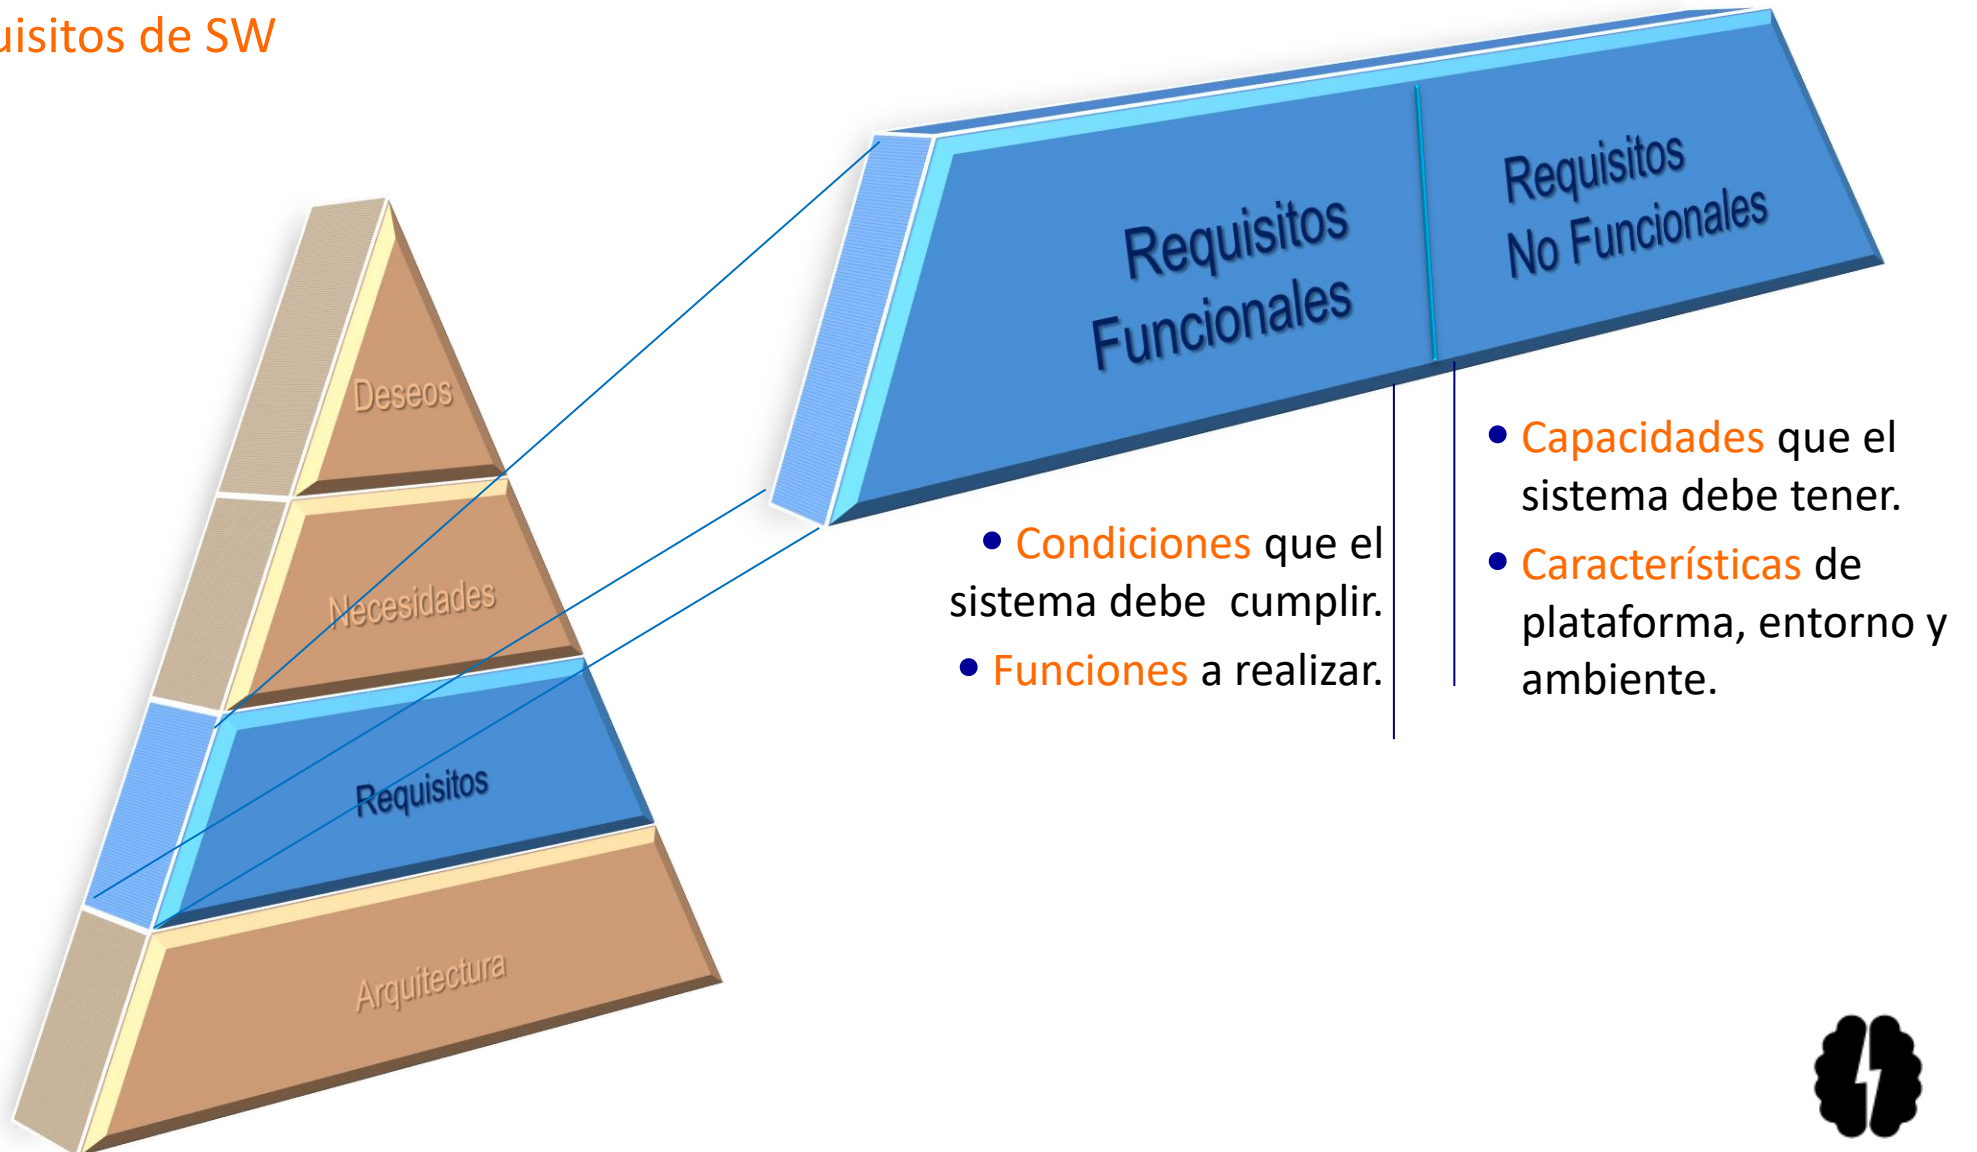 uisitos de SW
Requisitos
Funcionales
Requisitos
No Funcionales
Deseos
Necesidades
Requisitos
Arquitectura
• Condiciones que el
sistema debe  cumplir.
• Funciones a realizar.
• Capacidades que el
sistema debe tener.
• Características de
plataforma, entorno y
ambiente.